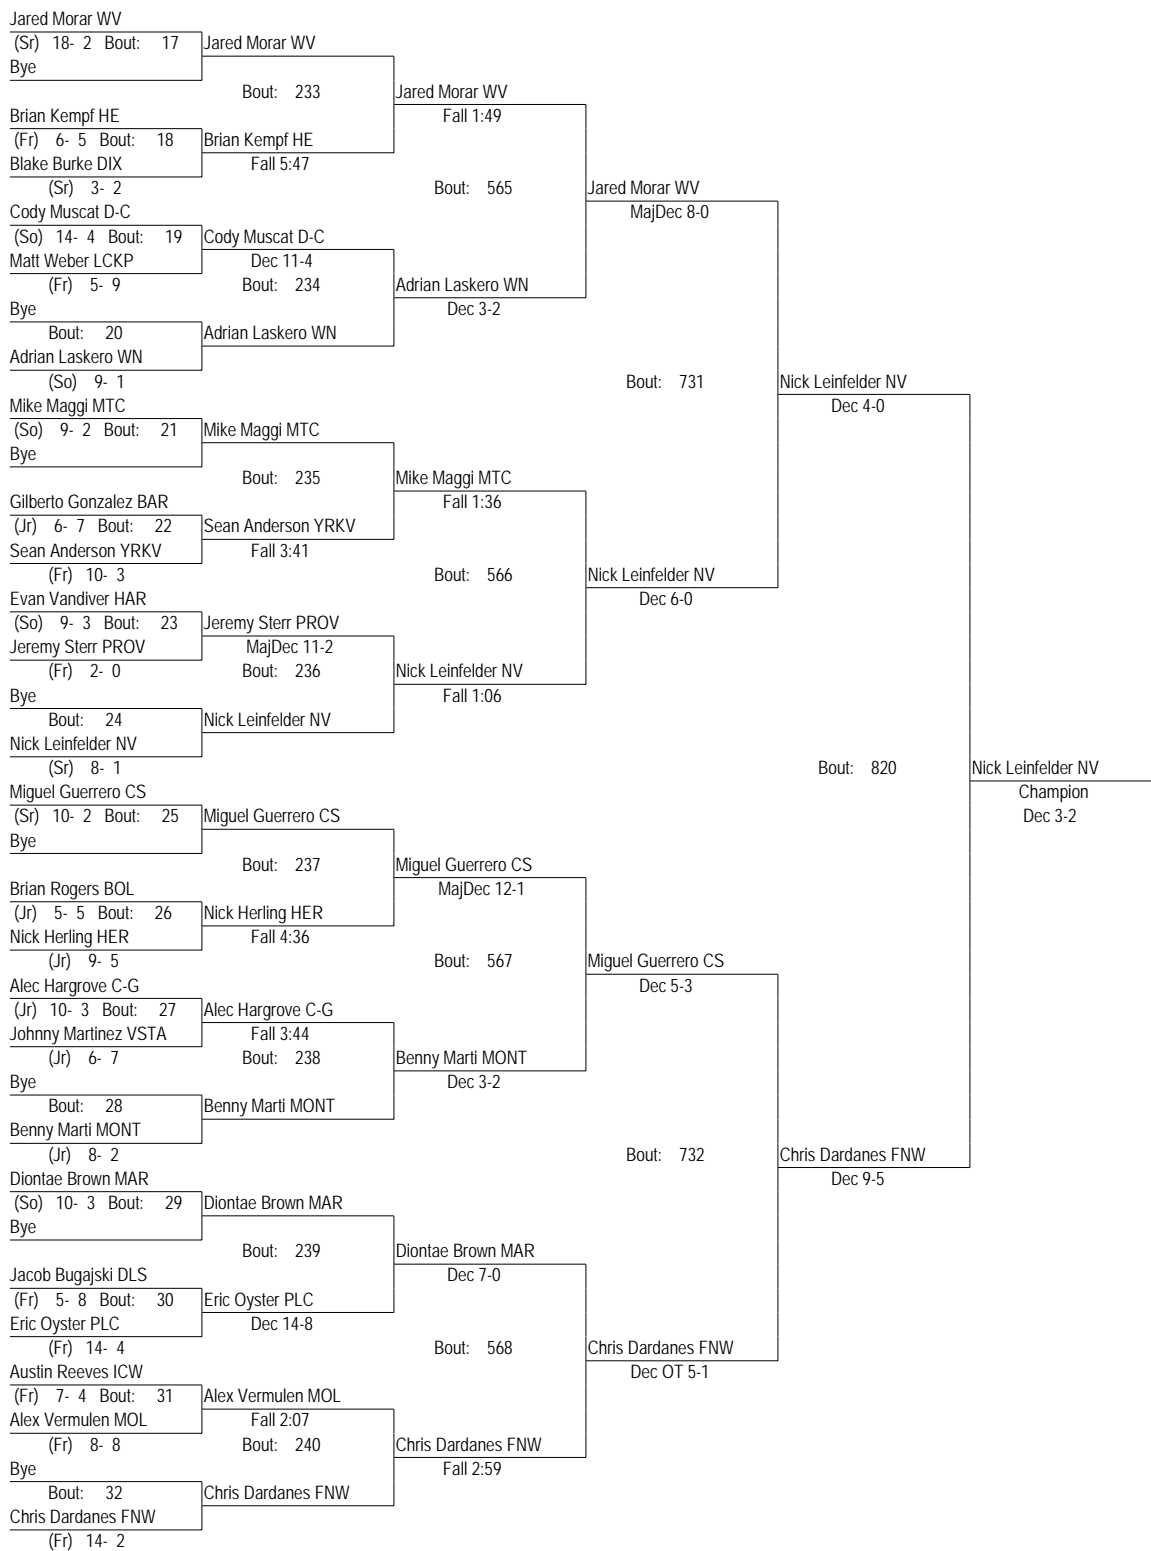 Jared Morar WV
(Sr) 18- 2 Bout: 17 Jared Morar WV
Bye
Bout: 233 Jared Morar WV
Brian Kempf HE Fall 1:49
(Fr) 6- 5 Bout: 18 Brian Kempf HE
Blake Burke DIX Fall 5:47
(Sr) 3- 2 Bout: 565 Jared Morar WV
Cody Muscat D-C MajDec 8-0
(So) 14- 4 Bout: 19 Cody Muscat D-C
Matt Weber LCKP Dec 11-4
(Fr) 5- 9 Bout: 234 Adrian Laskero WN
Bye Dec 3-2
Bout: 20 Adrian Laskero WN
Adrian Laskero WN
(So) 9- 1 Bout: 731 Nick Leinfelder NV
Mike Maggi MTC Dec 4-0
(So) 9- 2 Bout: 21 Mike Maggi MTC
Bye
Bout: 235 Mike Maggi MTC
Gilberto Gonzalez BAR Fall 1:36
(Jr) 6- 7 Bout: 22 Sean Anderson YRKV
Sean Anderson YRKV Fall 3:41
(Fr) 10- 3 Bout: 566 Nick Leinfelder NV
Evan Vandiver HAR Dec 6-0
(So) 9- 3 Bout: 23 Jeremy Sterr PROV
Jeremy Sterr PROV MajDec 11-2
(Fr) 2- 0 Bout: 236 Nick Leinfelder NV
Bye Fall 1:06
Bout: 24 Nick Leinfelder NV
Nick Leinfelder NV
(Sr) 8- 1 Bout: 820 Nick Leinfelder NV
Miguel Guerrero CS Champion
(Sr) 10- 2 Bout: 25 Miguel Guerrero CS Dec 3-2
Bye
Bout: 237 Miguel Guerrero CS
Brian Rogers BOL MajDec 12-1
(Jr) 5- 5 Bout: 26 Nick Herling HER
Nick Herling HER Fall 4:36
(Jr) 9- 5 Bout: 567 Miguel Guerrero CS
Alec Hargrove C-G Dec 5-3
(Jr) 10- 3 Bout: 27 Alec Hargrove C-G
Johnny Martinez VSTA Fall 3:44
(Jr) 6- 7 Bout: 238 Benny Marti MONT
Bye Dec 3-2
Bout: 28 Benny Marti MONT
Benny Marti MONT
(Jr) 8- 2 Bout: 732 Chris Dardanes FNW
Diontae Brown MAR Dec 9-5
(So) 10- 3 Bout: 29 Diontae Brown MAR
Bye
Bout: 239 Diontae Brown MAR
Jacob Bugajski DLS Dec 7-0
(Fr) 5- 8 Bout: 30 Eric Oyster PLC
Eric Oyster PLC Dec 14-8
(Fr) 14- 4 Bout: 568 Chris Dardanes FNW
Austin Reeves ICW Dec OT 5-1
(Fr) 7- 4 Bout: 31 Alex Vermulen MOL
Alex Vermulen MOL Fall 2:07
(Fr) 8- 8 Bout: 240 Chris Dardanes FNW
Bye Fall 2:59
Bout: 32 Chris Dardanes FNW
Chris Dardanes FNW
(Fr) 14- 2